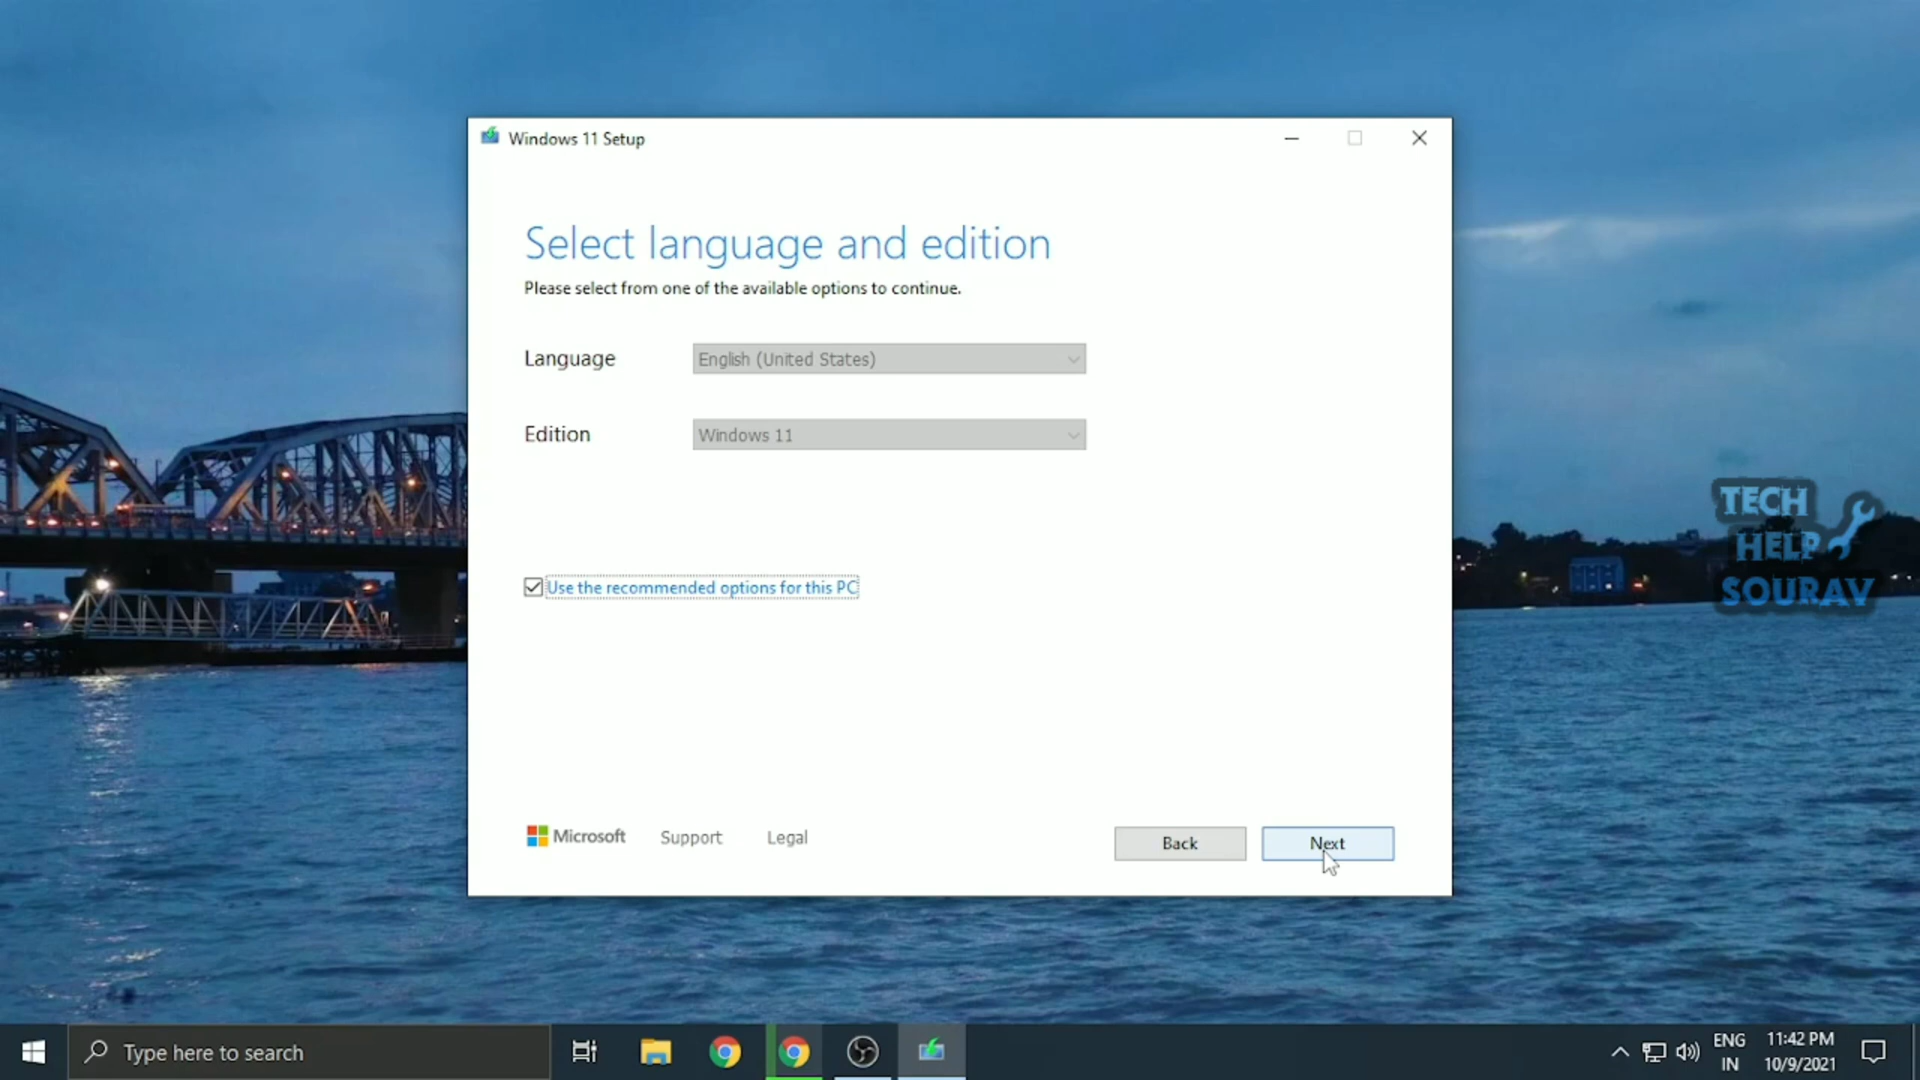 Windows 11 Setup
Select language and edition
Please select from one of the available options to continue.
Language English (United States)
Edition Windows 11
Use the recommended options for this PC
Microsoft Support Legal Back Next
TECH
HELP
SOURAV
Type here to search
ENG 11:42 PM
IN 10/9/2021